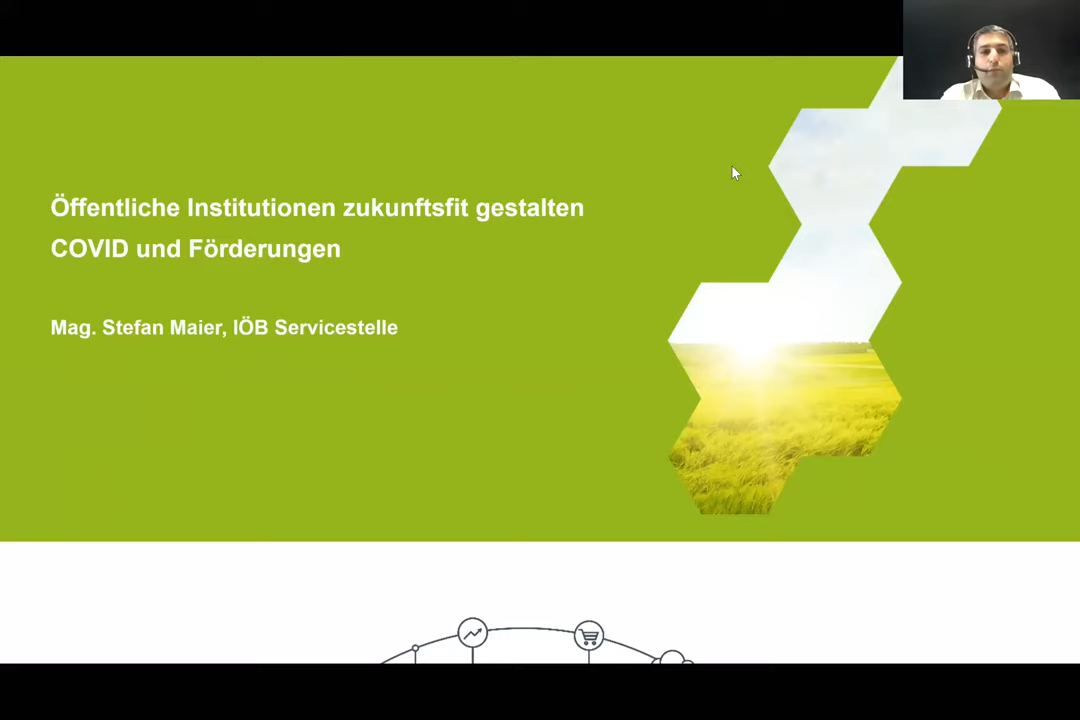 Öffentliche Institutionen zukunftsfit gestalten
COVID und Förderungen
Mag. Stefan Maier, IÖB Servicestelle